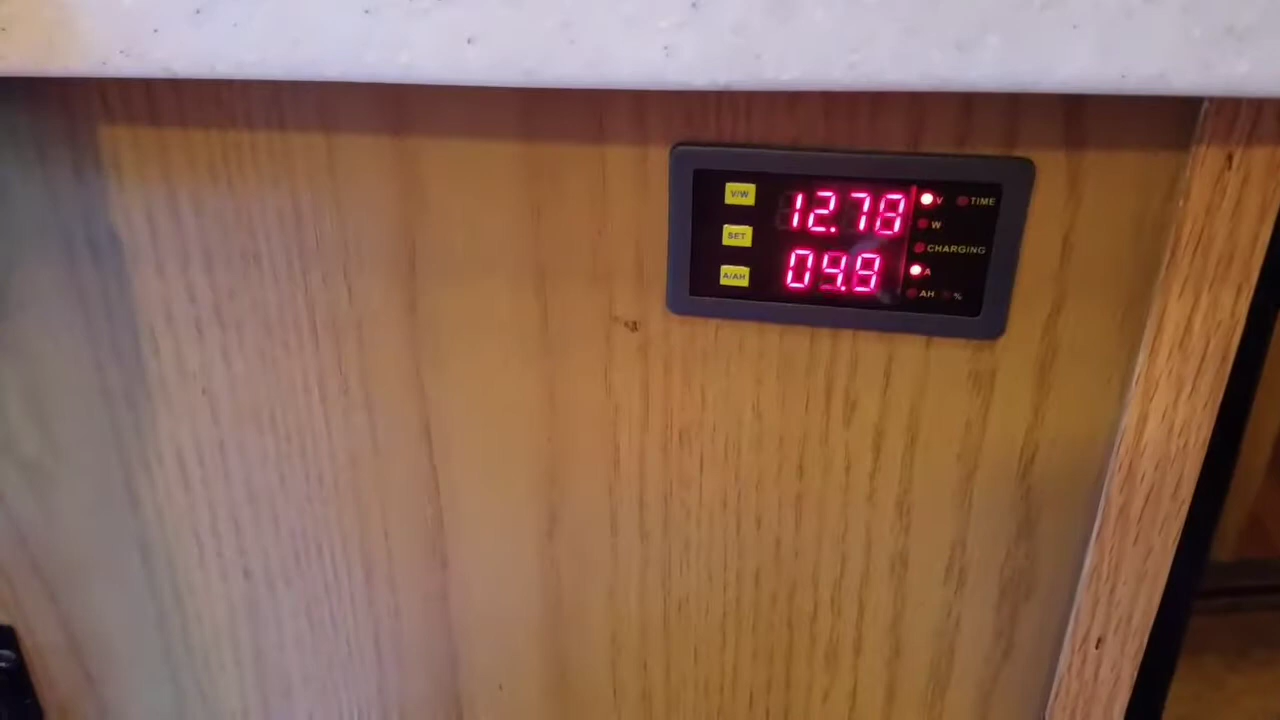 V/W 12.78 V TIME
W
SET CHARGING
04.9 A
A/AH AH %